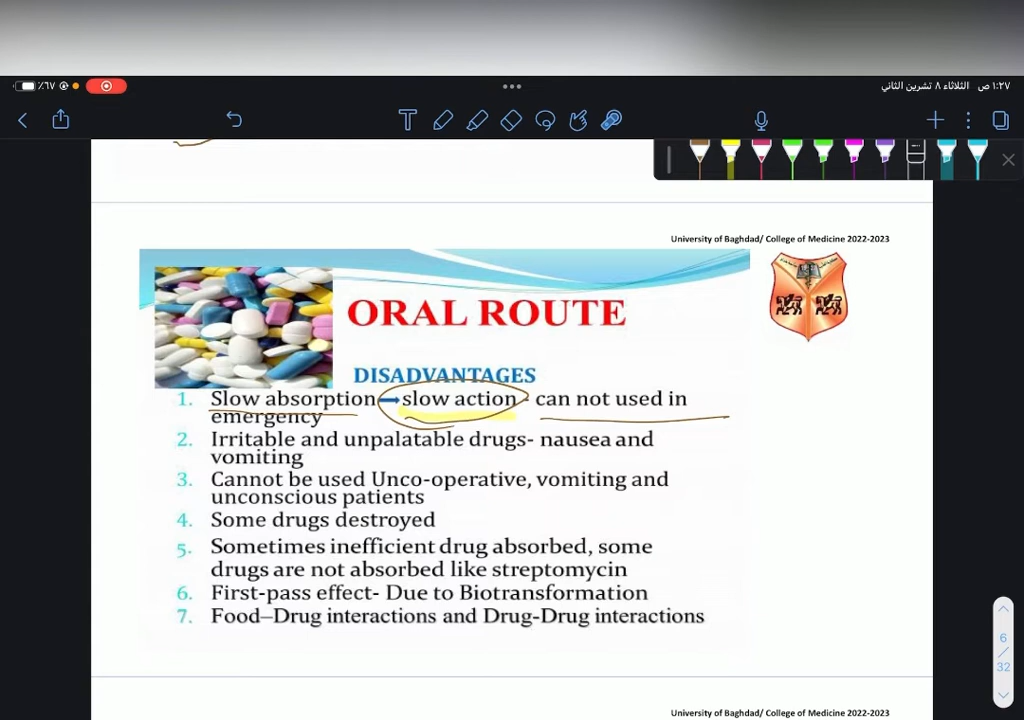 ٪٦٧
١:٢٧ ص الثلاثاء ٨ تشرين الثاني
University of Baghdad/ College of Medicine 2022-2023
ORAL ROUTE
DISADVANTAGES
1. Slow absorption → slow action - can not used in
emergency
2. Irritable and unpalatable drugs- nausea and
vomiting
3. Cannot be used Unco-operative, vomiting and
unconscious patients
4. Some drugs destroyed
5. Sometimes inefficient drug absorbed, some
drugs are not absorbed like streptomycin
6. First-pass effect- Due to Biotransformation
7. Food–Drug interactions and Drug-Drug interactions
6
/
32
University of Baghdad/ College of Medicine 2022-2023